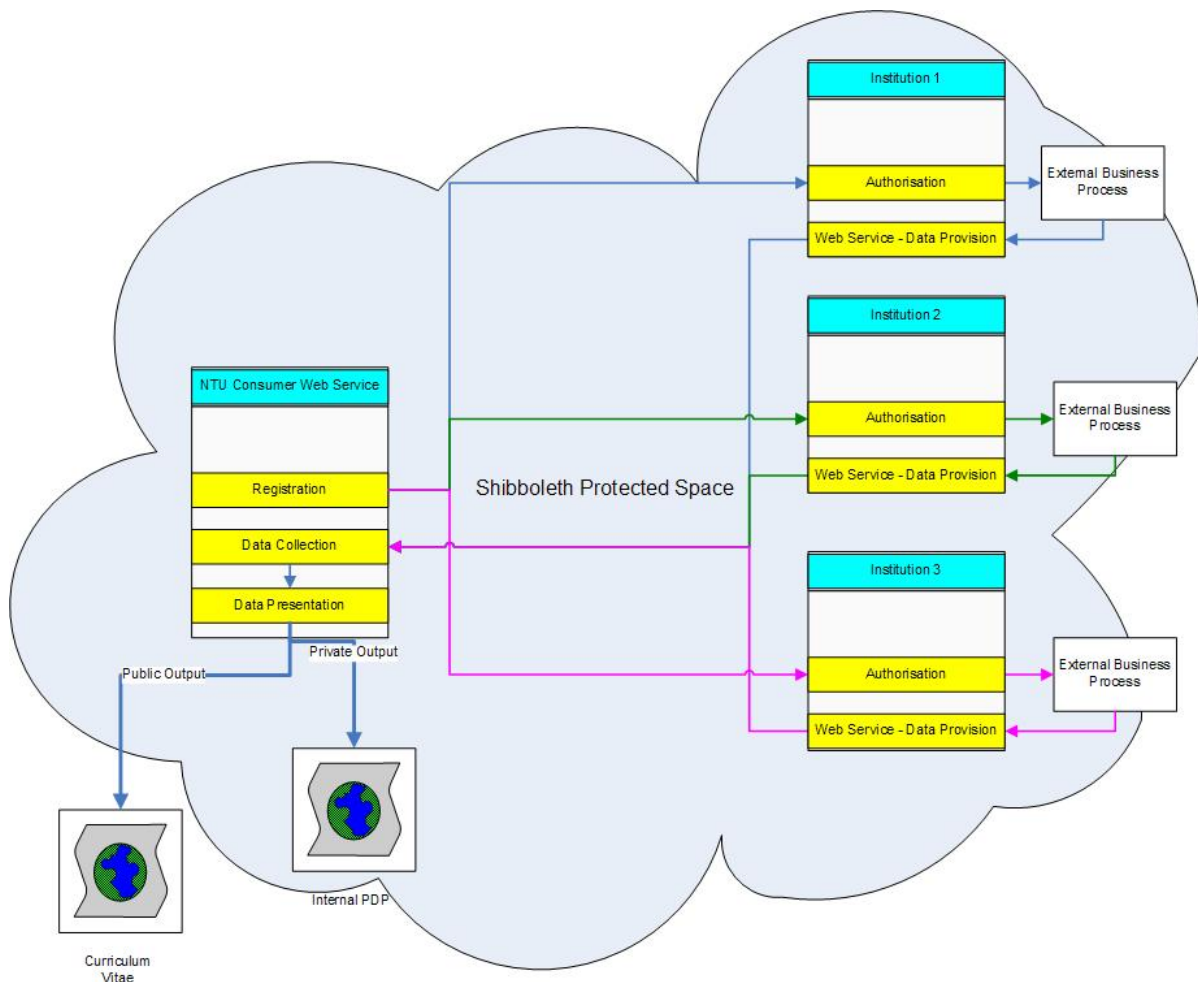 Institution 1
Authorisation
External Business
Process
Web Service - Data Provision
Institution 2
NTU Consumer Web Service
Authorisation
External Business
Process
Web Service - Data Provision
Registration
Shibboleth Protected Space
Data Collection
Institution 3
Data Presentation
Private Output
Public Output
Authorisation
External Business
Process
Web Service - Data Provision
Internal PDP
Curriculum
Vitae